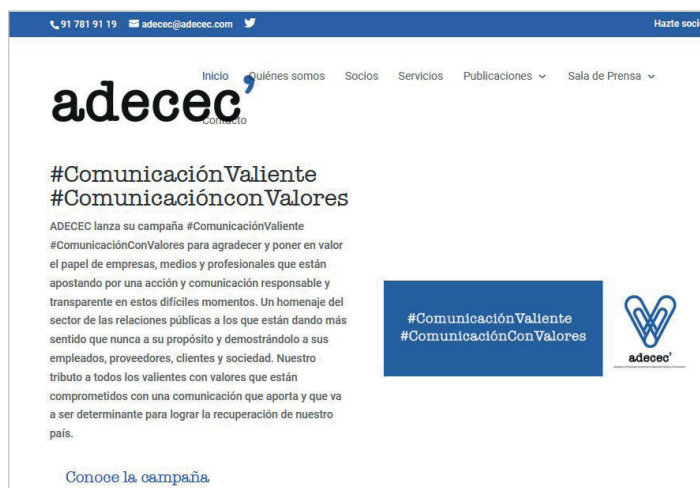 91 781 91 19 adecec@adecec.com Hazte soci
Inicio Quiénes somos Socios Servicios Publicaciones Sala de Prensa
adecec’
Contacto
#ComunicaciónValiente
#ComunicaciónconValores
ADECEC lanza su campaña #ComunicaciónValiente
#ComunicaciónConValores para agradecer y poner en valor
el papel de empresas, medios y profesionales que están
apostando por una acción y comunicación responsable y
transparente en estos difíciles momentos. Un homenaje del
sector de las relaciones públicas a los que están dando más
sentido que nunca a su propósito y demostrándolo a sus
empleados, proveedores, clientes y sociedad. Nuestro
tributo a todos los valientes con valores que están
comprometidos con una comunicación que aporta y que va
a ser determinante para lograr la recuperación de nuestro
país.
Conoce la campaña
#ComunicaciónValiente
#ComunicaciónConValores
adecec’